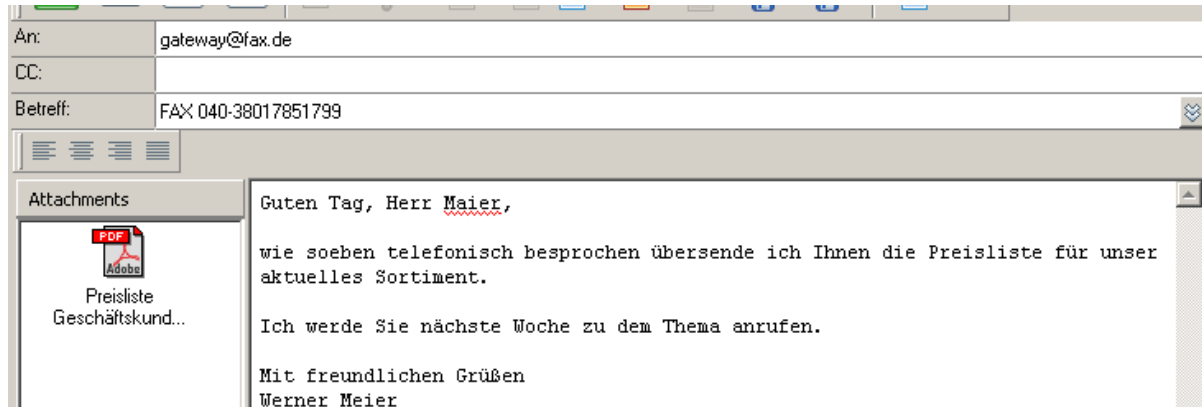 An: gateway@fax.de
CC:
Betreff: FAX 040-38017851799
Attachments
PDF
Adobe
Preisliste
Geschäftskund...
Guten Tag, Herr Maier,
wie soeben telefonisch besprochen übersende ich Ihnen die Preisliste für unser
aktuelles Sortiment.
Ich werde Sie nächste Woche zu dem Thema anrufen.
Mit freundlichen Grüßen
Werner Meier